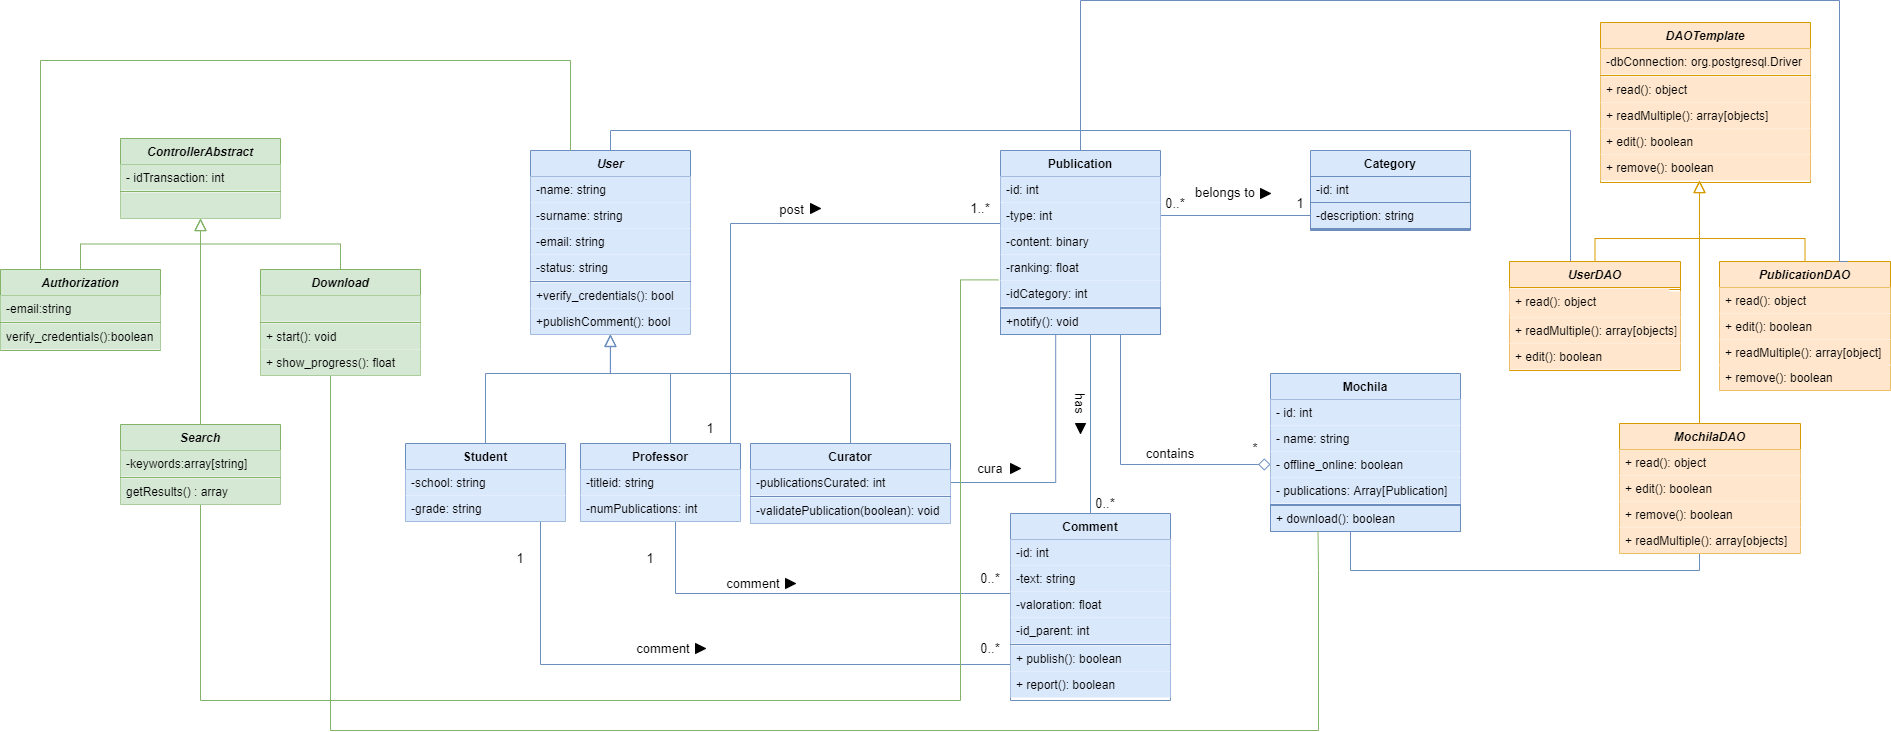 DAOTemplate
-dbConnection: org.postgresql.Driver
+ read(): object
+ readMultiple(): array[objects]
+ edit(): boolean
+ remove(): boolean
ControllerAbstract
- idTransaction: int
User
-name: string
-surname: string
-email: string
-status: string
+verify_credentials(): bool
+publishComment(): bool
post
1..*
Publication
-id: int
-type: int
-content: binary
-ranking: float
-idCategory: int
+notify(): void
belongs to
0..*
1
Category
-id: int
-description: string
Authorization
-email:string
verify_credentials():boolean
Download
+ start(): void
+ show_progress(): float
UserDAO
+ read(): object
+ readMultiple(): array[objects]
+ edit(): boolean
PublicationDAO
+ read(): object
+ edit(): boolean
+ readMultiple(): array[object]
+ remove(): boolean
Search
-keywords:array[string]
getResults() : array
Student
-school: string
-grade: string
1
Professor
-titleid: string
-numPublications: int
Curator
-publicationsCurated: int
-validatePublication(boolean): void
cura
has
contains
*
Mochila
- id: int
- name: string
- offline_online: boolean
- publications: Array[Publication]
+ download(): boolean
MochilaDAO
+ read(): object
+ edit(): boolean
+ remove(): boolean
+ readMultiple(): array[objects]
0..*
Comment
-id: int
-text: string
-valoration: float
-id_parent: int
+ publish(): boolean
+ report(): boolean
1
1
comment
0..*
comment
0..*